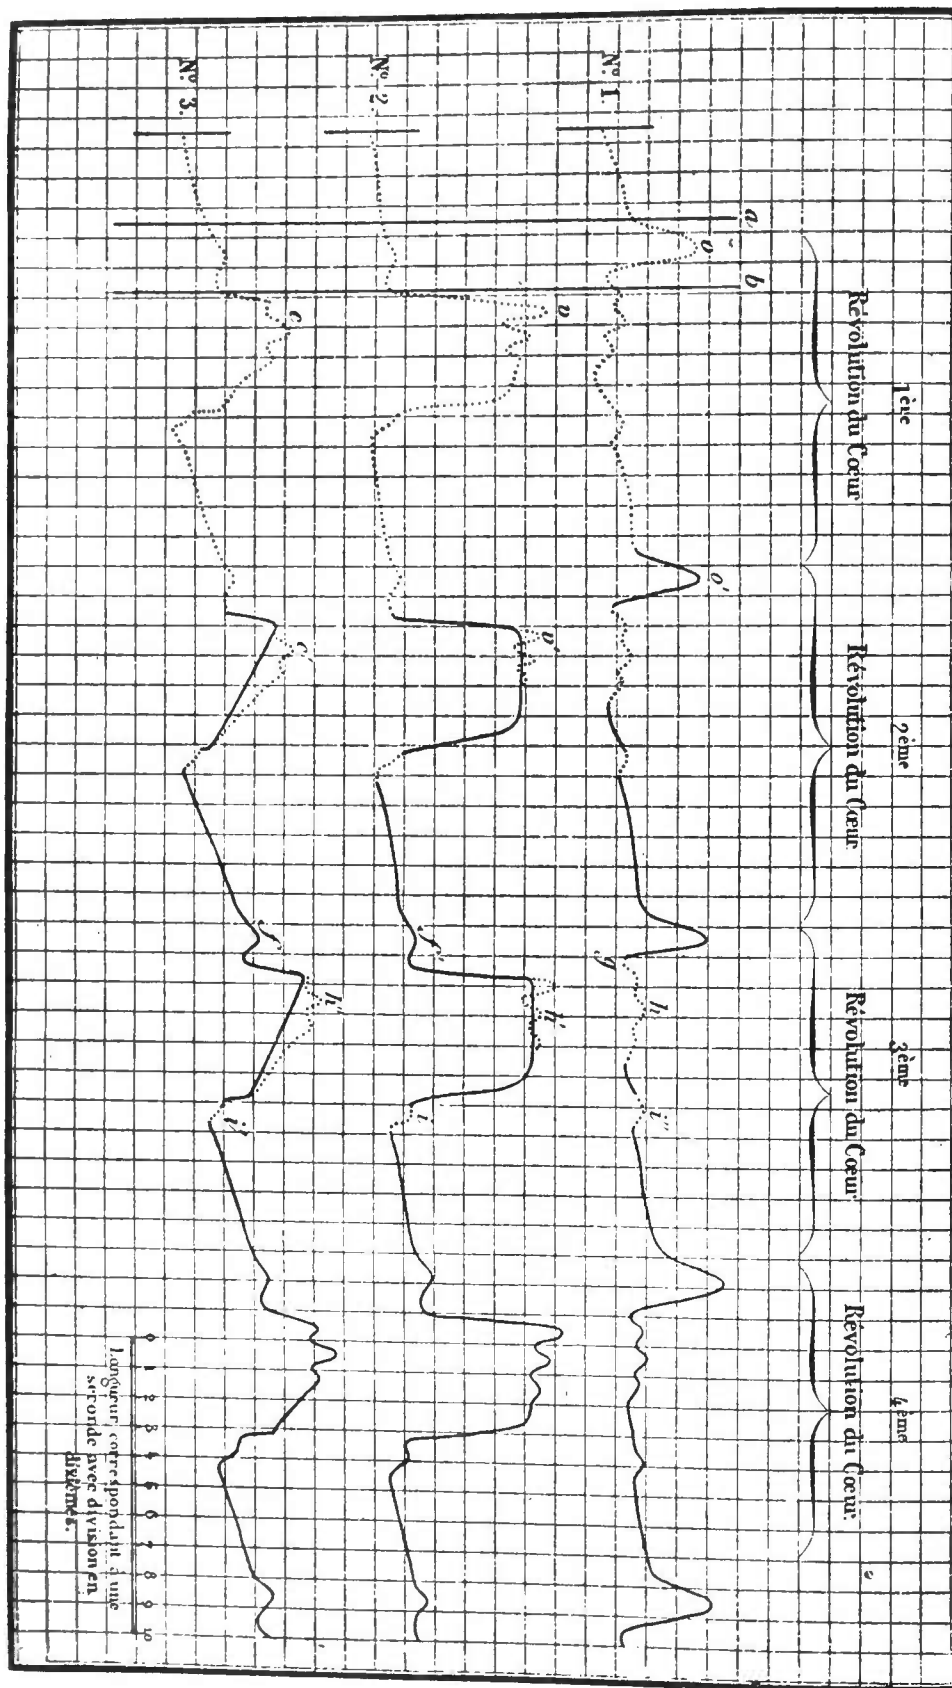 1ère
Révolution du Cœur
2ème
Révolution du Cœur
3ème
Révolution du Cœur
4ème
Révolution du Cœur
a
b
o
o'
g
h
i''
Nº 1.
v
v'
f
h'
i
Nº 2.
c
c'
f'
h''
i'
Nº 3.
0 1 2 3 4 5 6 7 8 9 10
Longueur correspondant à une
seconde avec division en
dixièmes.